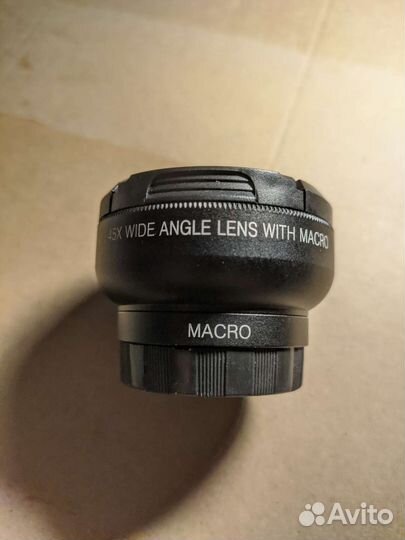 45X WIDE ANGLE LENS WITH MACRO
MACRO
Avito